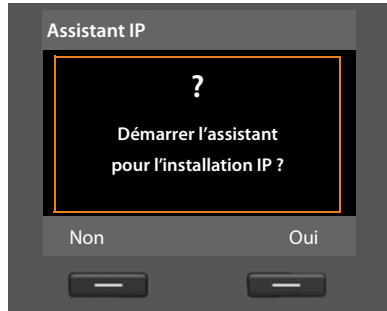 Assistant IP
?
Démarrer l’assistant
pour l’installation IP ?
Non Oui